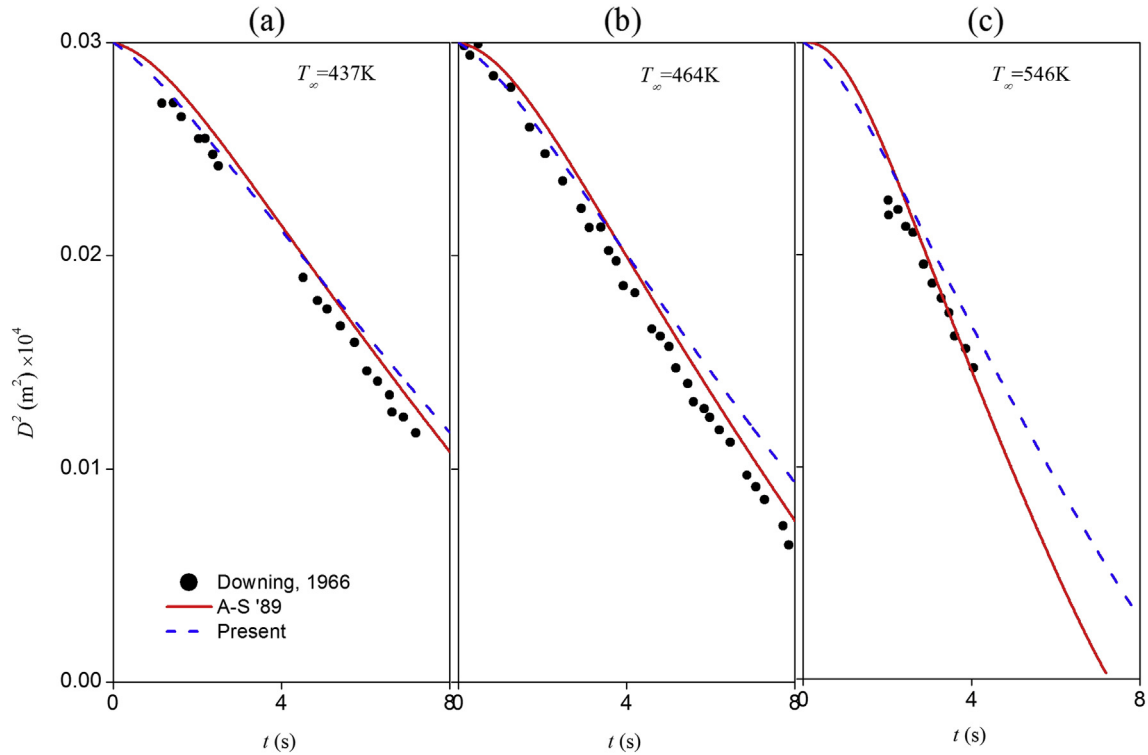 (a)
(b)
(c)
T∞=437K
T∞=464K
T∞=546K
0.03
0.02
0.01
0.00
D² (m²) ×10⁴
Downing, 1966
A-S '89
Present
0
4
8
0
4
8
0
4
8
t (s)
t (s)
t (s)